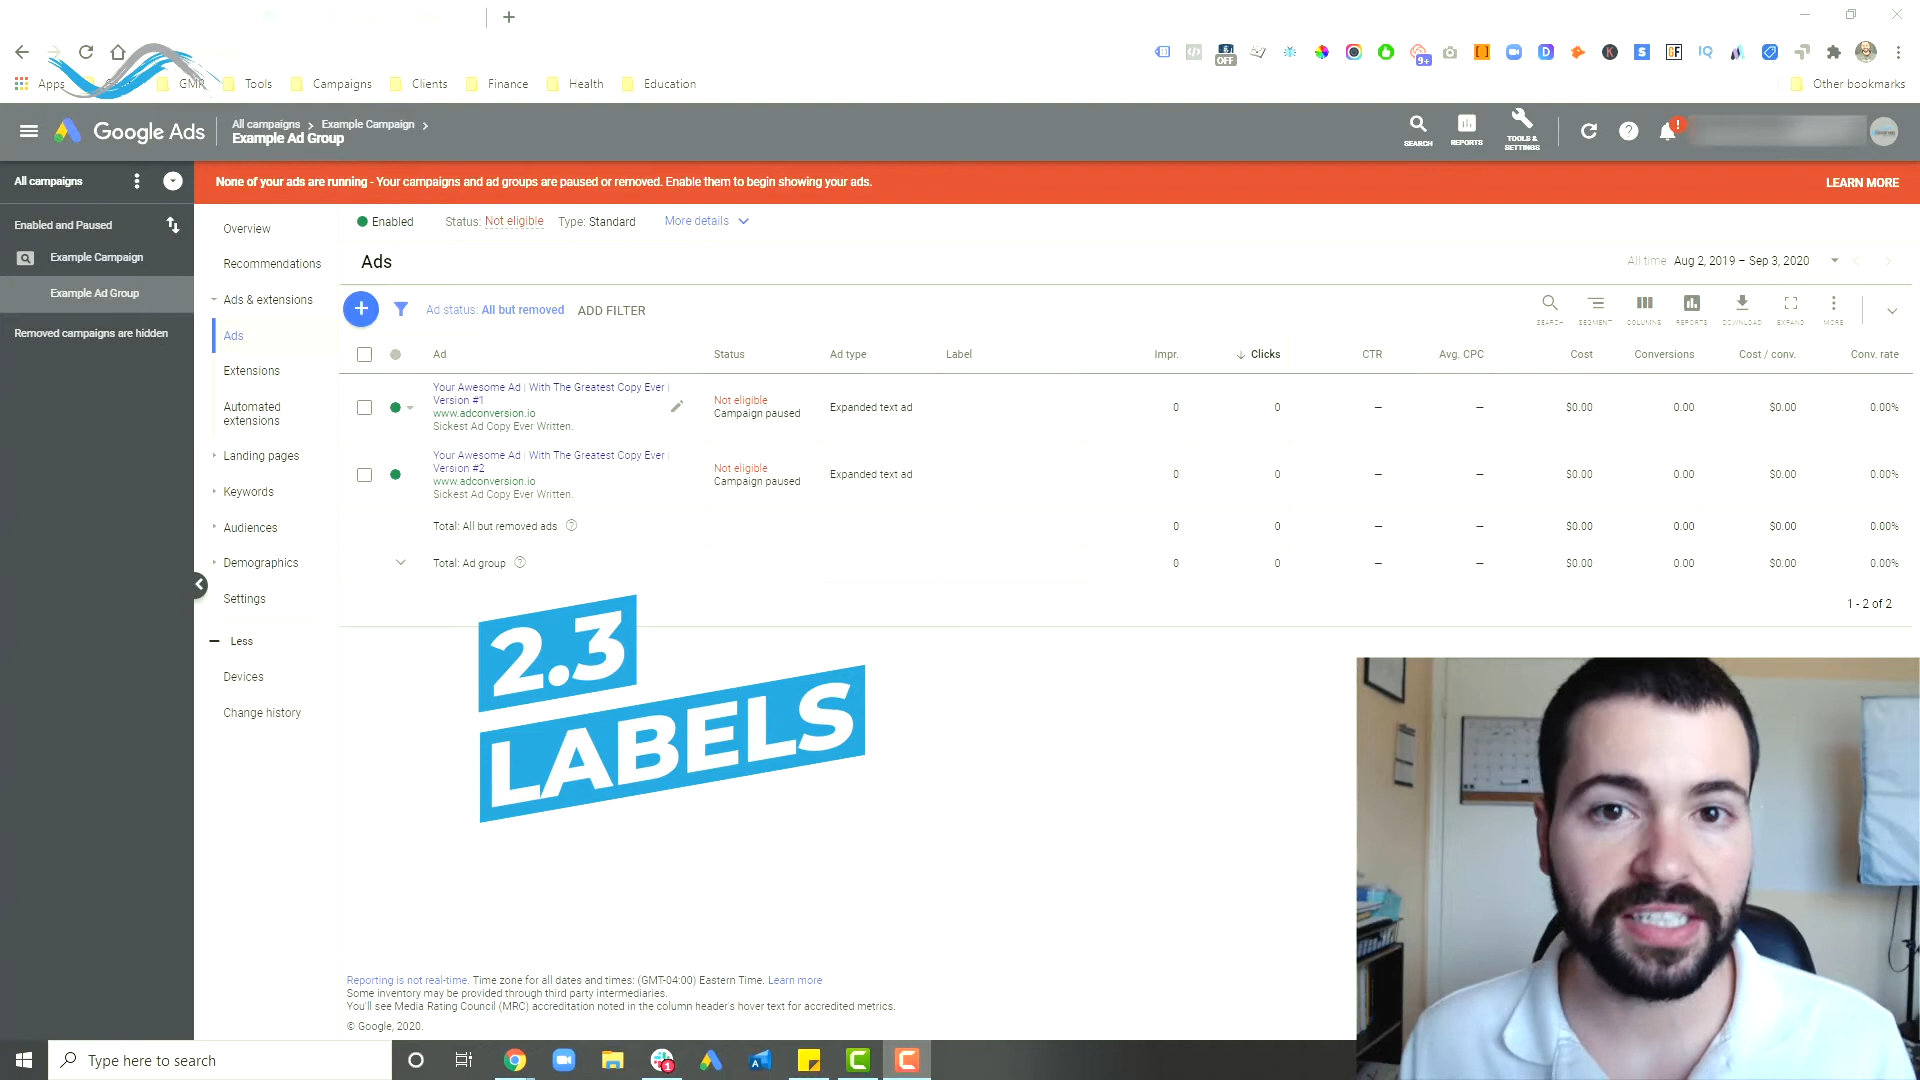 Apps
GMR
Tools
Campaigns
Clients
Finance
Health
Education
Other bookmarks
OFF
9+
Google Ads
All campaigns > Example Campaign >
Example Ad Group
SEARCH
REPORTS
TOOLS & SETTINGS
All campaigns
Enabled and Paused
Example Campaign
Example Ad Group
Removed campaigns are hidden
None of your ads are running - Your campaigns and ad groups are paused or removed. Enable them to begin showing your ads.
LEARN MORE
Overview
Recommendations
Ads & extensions
Ads
Extensions
Automated extensions
Landing pages
Keywords
Audiences
Demographics
Settings
Less
Devices
Change history
Enabled Status: Not eligible Type: Standard More details
Ads
All time Aug 2, 2019 – Sep 3, 2020
Ad status: All but removed ADD FILTER
SEARCH SEGMENT COLUMNS REPORTS DOWNLOAD EXPAND MORE
Ad Status Ad type Label Impr. Clicks CTR Avg. CPC Cost Conversions Cost / conv. Conv. rate
Your Awesome Ad | With The Greatest Copy Ever |
Version #1
www.adconversion.io
Sickest Ad Copy Ever Written.
Not eligible
Campaign paused
Expanded text ad
0 0 – – $0.00 0.00 $0.00 0.00%
Your Awesome Ad | With The Greatest Copy Ever |
Version #2
www.adconversion.io
Sickest Ad Copy Ever Written.
Not eligible
Campaign paused
Expanded text ad
0 0 – – $0.00 0.00 $0.00 0.00%
Total: All but removed ads 0 0 – – $0.00 0.00 $0.00 0.00%
Total: Ad group 0 0 – – $0.00 0.00 $0.00 0.00%
1 - 2 of 2
2.3
LABELS
Reporting is not real-time. Time zone for all dates and times: (GMT-04:00) Eastern Time. Learn more
Some inventory may be provided through third party intermediaries.
You'll see Media Rating Council (MRC) accreditation noted in the column header's hover text for accredited metrics.
© Google, 2020.
Type here to search